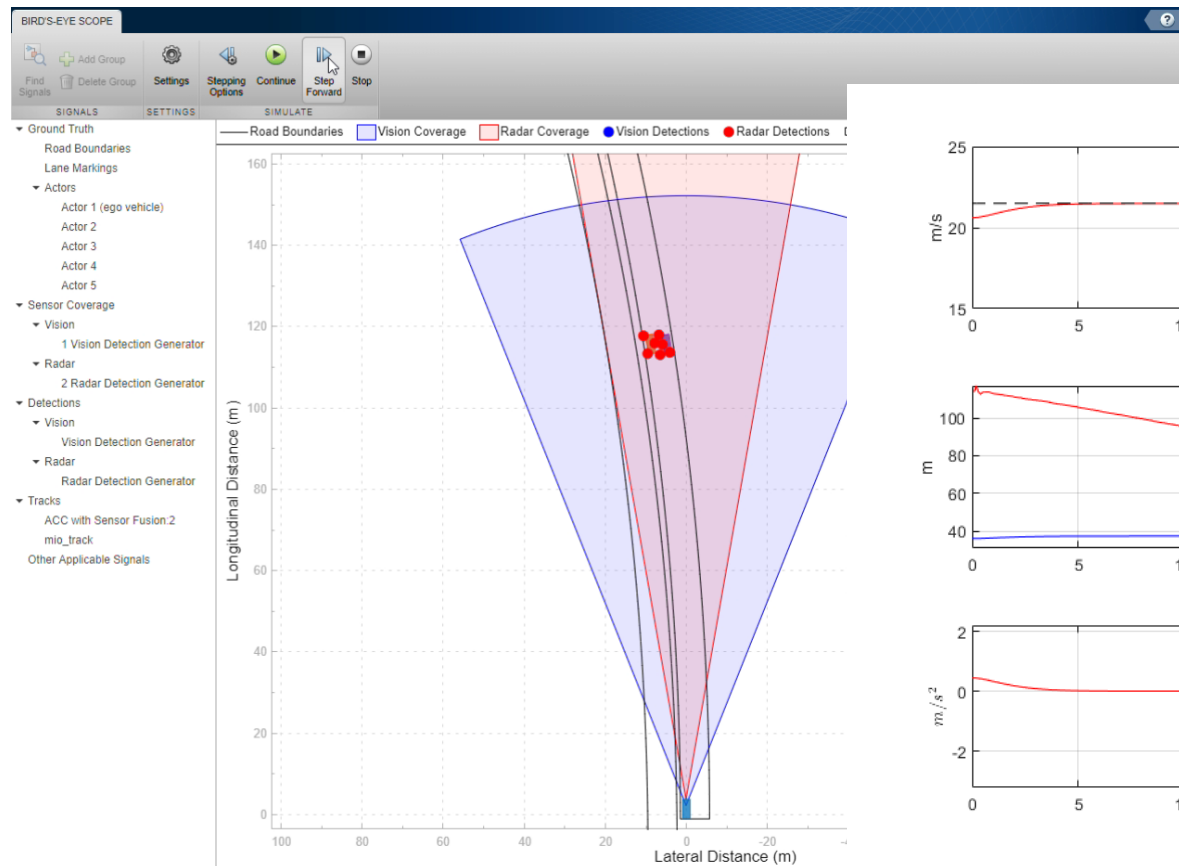 BIRD'S-EYE SCOPE
?
Find Signals
Add Group
Delete Group
Settings
Stepping Options
Continue
Step Forward
Stop
SIGNALS
SETTINGS
SIMULATE
Ground Truth
Road Boundaries
Lane Markings
Actors
Actor 1 (ego vehicle)
Actor 2
Actor 3
Actor 4
Actor 5
Sensor Coverage
Vision
1 Vision Detection Generator
Radar
2 Radar Detection Generator
Detections
Vision
Vision Detection Generator
Radar
Radar Detection Generator
Tracks
ACC with Sensor Fusion:2
mio_track
Other Applicable Signals
Road Boundaries Vision Coverage Radar Coverage Vision Detections Radar Detections
160
140
120
100
80
60
40
20
0
Longitudinal Distance (m)
100 80 60 40 20 0 -20
Lateral Distance (m)
25
20
15
m/s
0 5
100
80
60
40
m
0 5
2
0
-2
m/s²
0 5